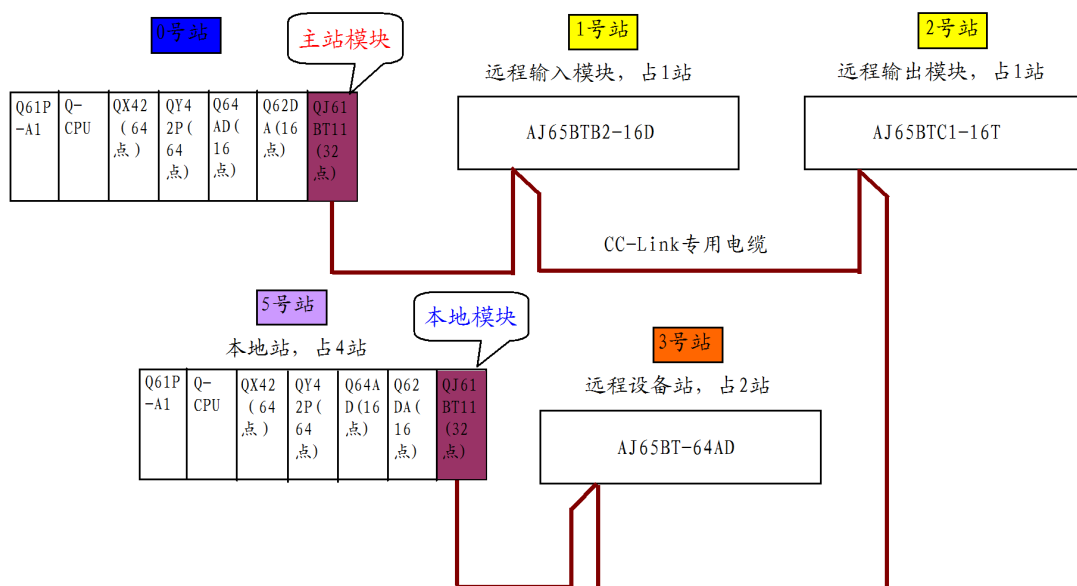 0号站
主站模块
1号站
2号站
远程输入模块，占1站
远程输出模块，占1站
Q61P
-A1
Q-
CPU
QX42
(64
点)
QY4
2P(
64
点)
Q64
AD(
16
点)
Q62D
A(16
点)
QJ61
BT11
(32
点)
AJ65BTB2-16D
AJ65BTC1-16T
CC-Link专用电缆
5号站
本地模块
本地站，占4站
3号站
远程设备站，占2站
Q61P
-A1
Q-
CPU
QX42
(64
点)
QY4
2P(
64
点)
Q64A
D(16
点)
Q62
DA(
16
点)
QJ61
BT11
(32
点)
AJ65BT-64AD